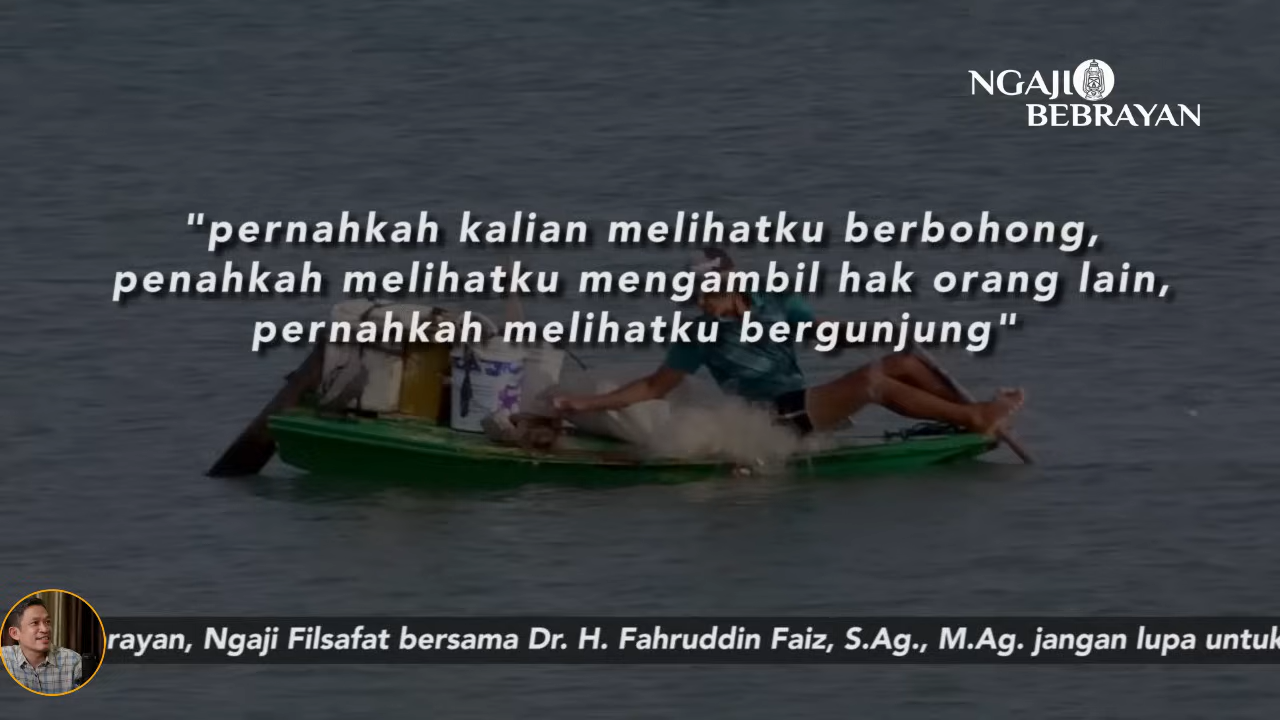 NGAJI
BEBRAYAN
"pernahkah kalian melihatku berbohong,
penahkah melihatku mengambil hak orang lain,
pernahkah melihatku bergunjung"
rayan, Ngaji Filsafat bersama Dr. H. Fahruddin Faiz, S.Ag., M.Ag. jangan lupa untuk